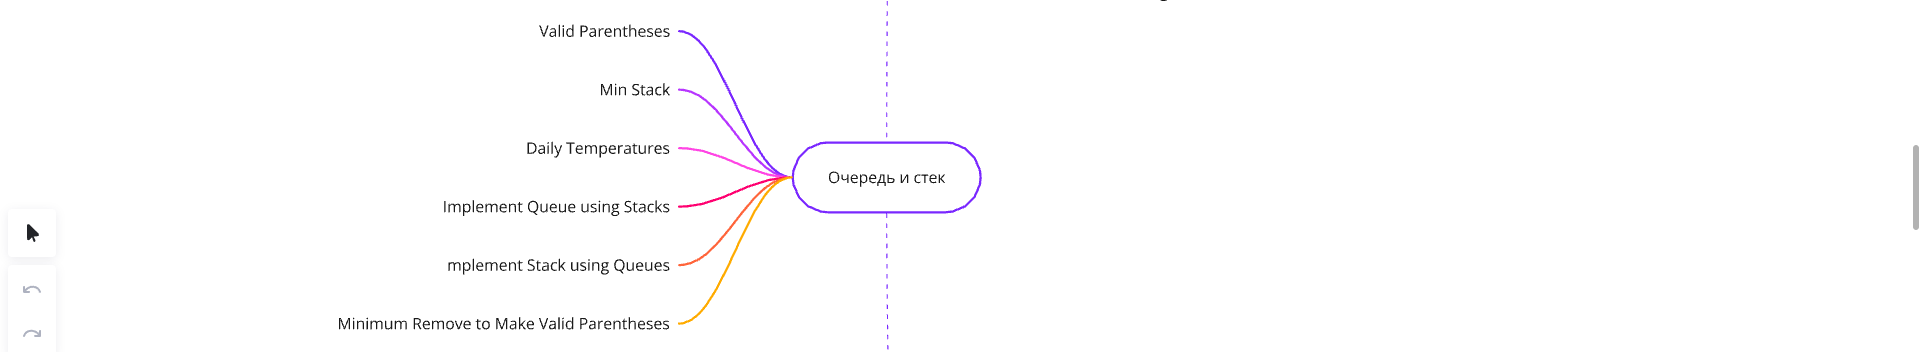 Valid Parentheses
Min Stack
Daily Temperatures
Очередь и стек
Implement Queue using Stacks
mplement Stack using Queues
Minimum Remove to Make Valid Parentheses